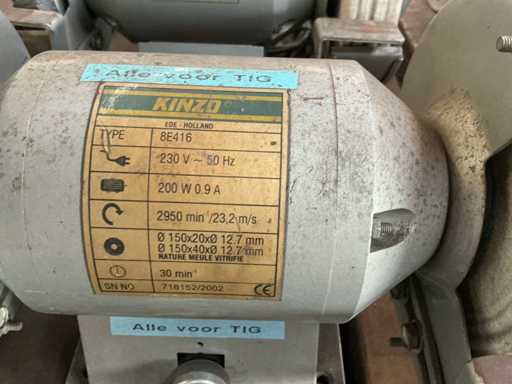 Alle voor TIG
KINZO
EDE - HOLLAND
TYPE 8E416
230 V ~ 50 Hz
200 W 0.9 A
2950 min⁻/23,2 m/s
Ø 150x20xØ 12.7 mm
Ø 150x40xØ 12.7 mm
NATURE MEULE VITRIFIE
30 min
SN NO 718152/2002 CE
Alle voor TIG